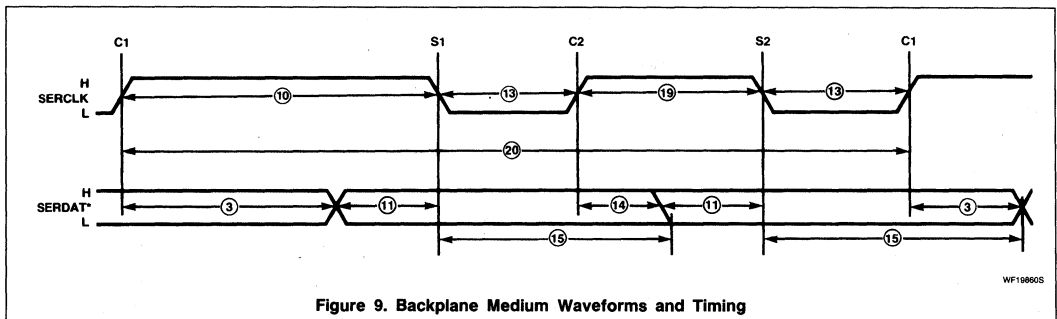 C1 S1 C2 S2 C1
H
SERCLK
L
⑩ ⑬ ⑲ ⑬
⑳
H
SERDAT*
L
③ ⑪ ⑭ ⑪ ③
⑮ ⑮
WF19860S
Figure 9. Backplane Medium Waveforms and Timing